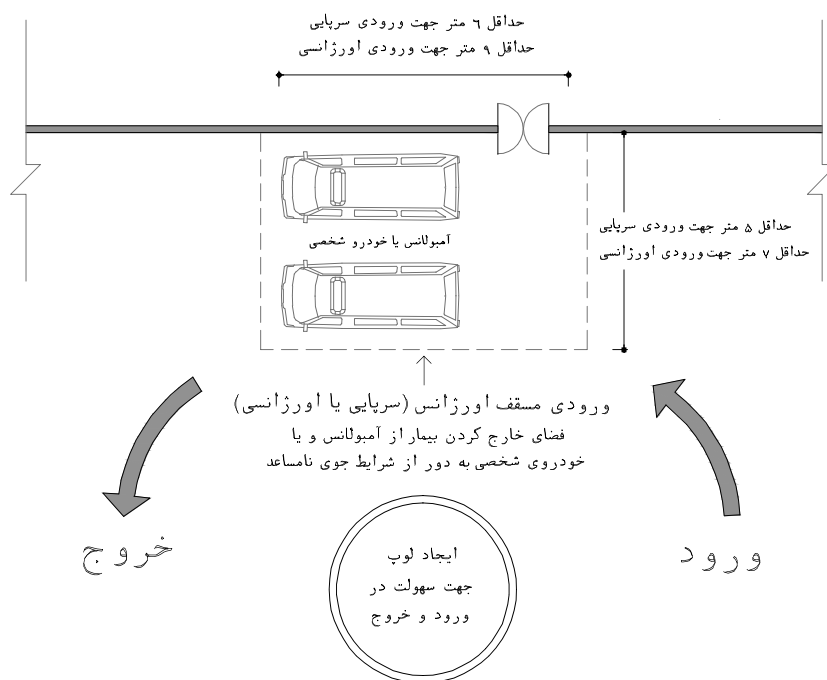 حداقل ٦ متر جهت ورودی سرپایی
حداقل ۹ متر جهت ورودی اورژانسی
حداقل ۵ متر جهت ورودی سرپایی
حداقل ۷ متر جهت ورودی اورژانسی
آمبولانس یا خودرو شخصی
ورودی مسقف اورژانس (سرپایی یا اورژانسی)
فضای خارج کردن بیمار از آمبولانس و یا
خودروی شخصی به دور از شرایط جوی نامساعد
ورود
خروج
ایجاد لوپ
جهت سهولت در
ورود و خروج